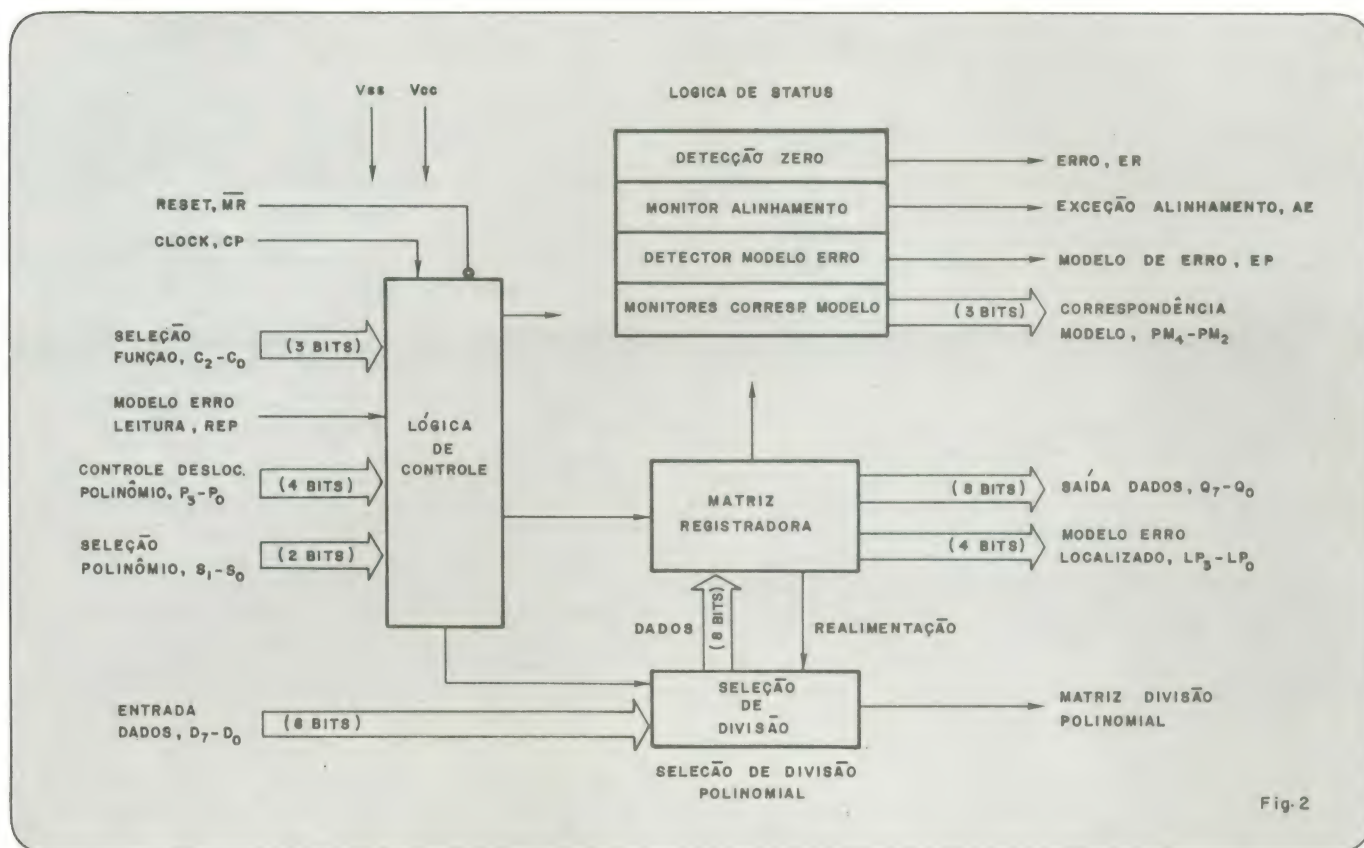 Vss Vcc
LOGICA DE STATUS
DETECÇÃO ZERO
ERRO, ER
MONITOR ALINHAMENTO
EXCEÇÃO ALINHAMENTO, AE
DETECTOR MODELO ERRO
MODELO DE ERRO, EP
MONITORES CORRESP. MODELO
(3 BITS)
CORRESPONDÊNCIA
MODELO, PM4-PM2
RESET, M̅R̅
CLOCK, CP
SELEÇÃO
FUNÇAO, C2-C0
(3 BITS)
MODELO ERRO
LEITURA, REP
CONTROLE DESLOC.
POLINÔMIO, P3-P0
(4 BITS)
SELEÇÃO
POLINÔMIO, S1-S0
(2 BITS)
LÓGICA
DE
CONTROLE
MATRIZ
REGISTRADORA
(8 BITS)
SAÍDA DADOS, Q7-Q0
(4 BITS)
MODELO ERRO
LOCALIZADO, LP3-LP0
DADOS
(8 BITS)
REALIMENTAÇÃO
ENTRADA
DADOS, D7-D0
(8 BITS)
SELEÇÃO
DE
DIVISÃO
MATRIZ DIVISÃO
POLINOMIAL
SELEÇÃO DE DIVISÃO
POLINOMIAL
Fig. 2